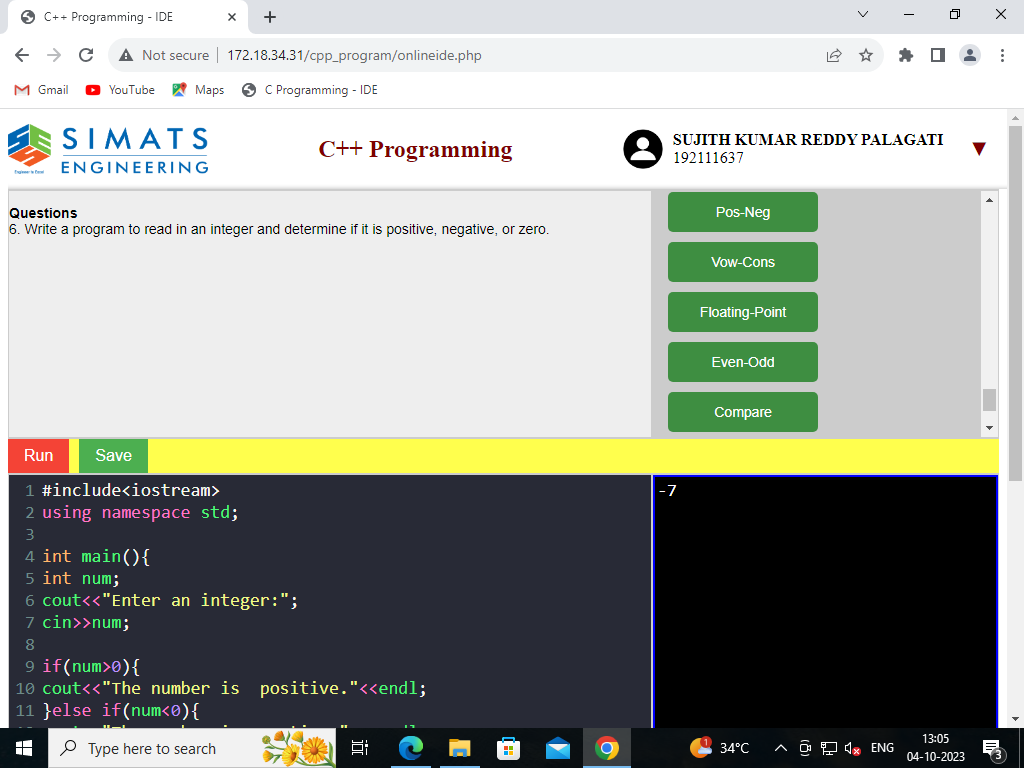 C++ Programming - IDE
Not secure
172.18.34.31/cpp_program/onlineide.php
Gmail
YouTube
Maps
C Programming - IDE
SIMATS
ENGINEERING
Engineer to Excel
C++ Programming
SUJITH KUMAR REDDY PALAGATI
192111637
Questions
6. Write a program to read in an integer and determine if it is positive, negative, or zero.
Pos-Neg
Vow-Cons
Floating-Point
Even-Odd
Compare
Run
Save
1 #include<iostream>
2 using namespace std;
3
4 int main(){
5 int num;
6 cout<<"Enter an integer:";
7 cin>>num;
8
9 if(num>0){
10 cout<<"The number is  positive."<<endl;
11 }else if(num<0){
-7
Type here to search
34°C
ENG
13:05
04-10-2023
3